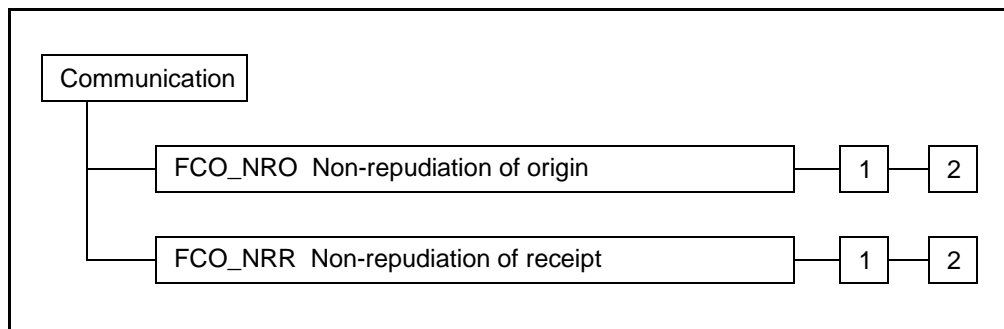 Communication
FCO_NRO Non-repudiation of origin 1 2
FCO_NRR Non-repudiation of receipt 1 2